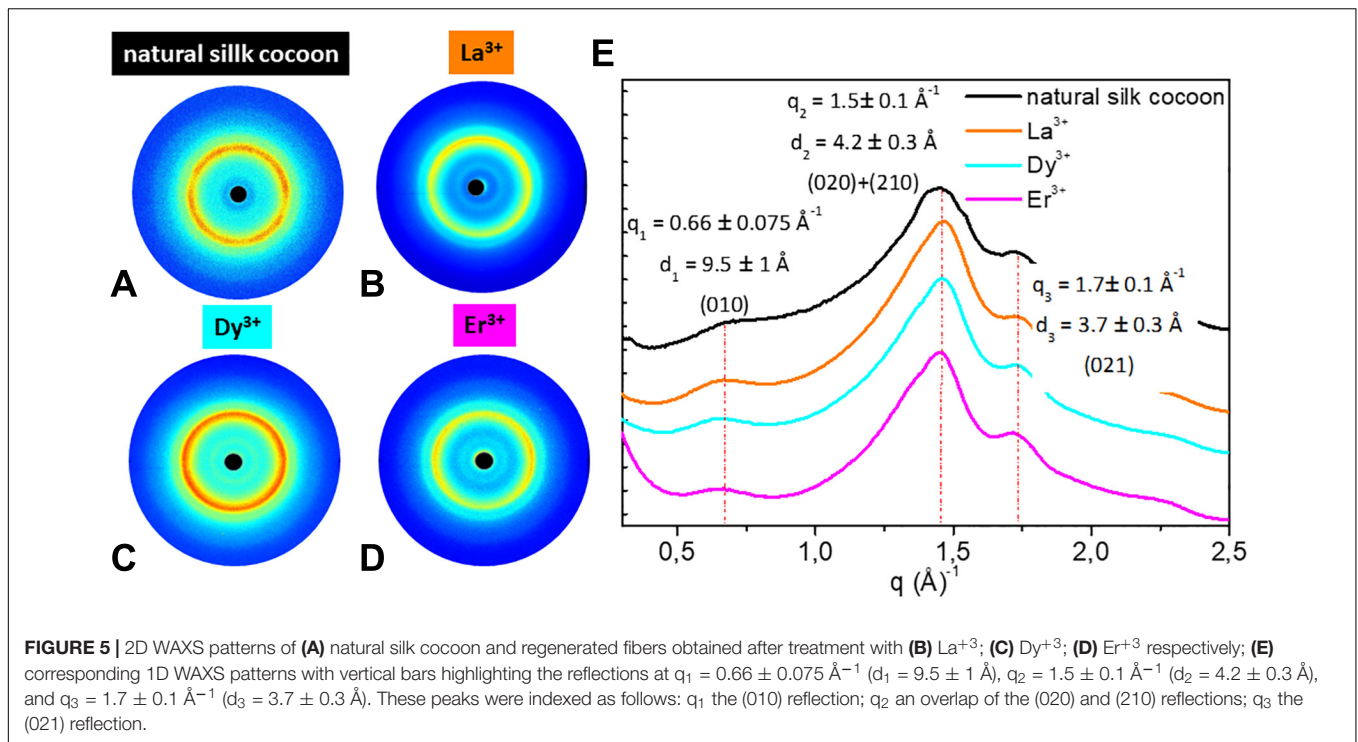 natural sillk cocoon
La³⁺
A
B
Dy³⁺
Er³⁺
C
D
E
q₂ = 1.5± 0.1 Å⁻¹
d₂ = 4.2 ± 0.3 Å
(020)+(210)
natural silk cocoon
La³⁺
Dy³⁺
Er³⁺
q₁ = 0.66 ± 0.075 Å⁻¹
d₁ = 9.5 ± 1 Å
(010)
q₃ = 1.7± 0.1 Å⁻¹
d₃ = 3.7 ± 0.3 Å
(021)
0,5 1,0 1,5 2,0 2,5
q (Å)⁻¹
FIGURE 5 | 2D WAXS patterns of (A) natural silk cocoon and regenerated fibers obtained after treatment with (B) La⁺³; (C) Dy⁺³; (D) Er⁺³ respectively; (E)
corresponding 1D WAXS patterns with vertical bars highlighting the reflections at q₁ = 0.66 ± 0.075 Å⁻¹ (d₁ = 9.5 ± 1 Å), q₂ = 1.5 ± 0.1 Å⁻¹ (d₂ = 4.2 ± 0.3 Å),
and q₃ = 1.7 ± 0.1 Å⁻¹ (d₃ = 3.7 ± 0.3 Å). These peaks were indexed as follows: q₁ the (010) reflection; q₂ an overlap of the (020) and (210) reflections; q₃ the
(021) reflection.